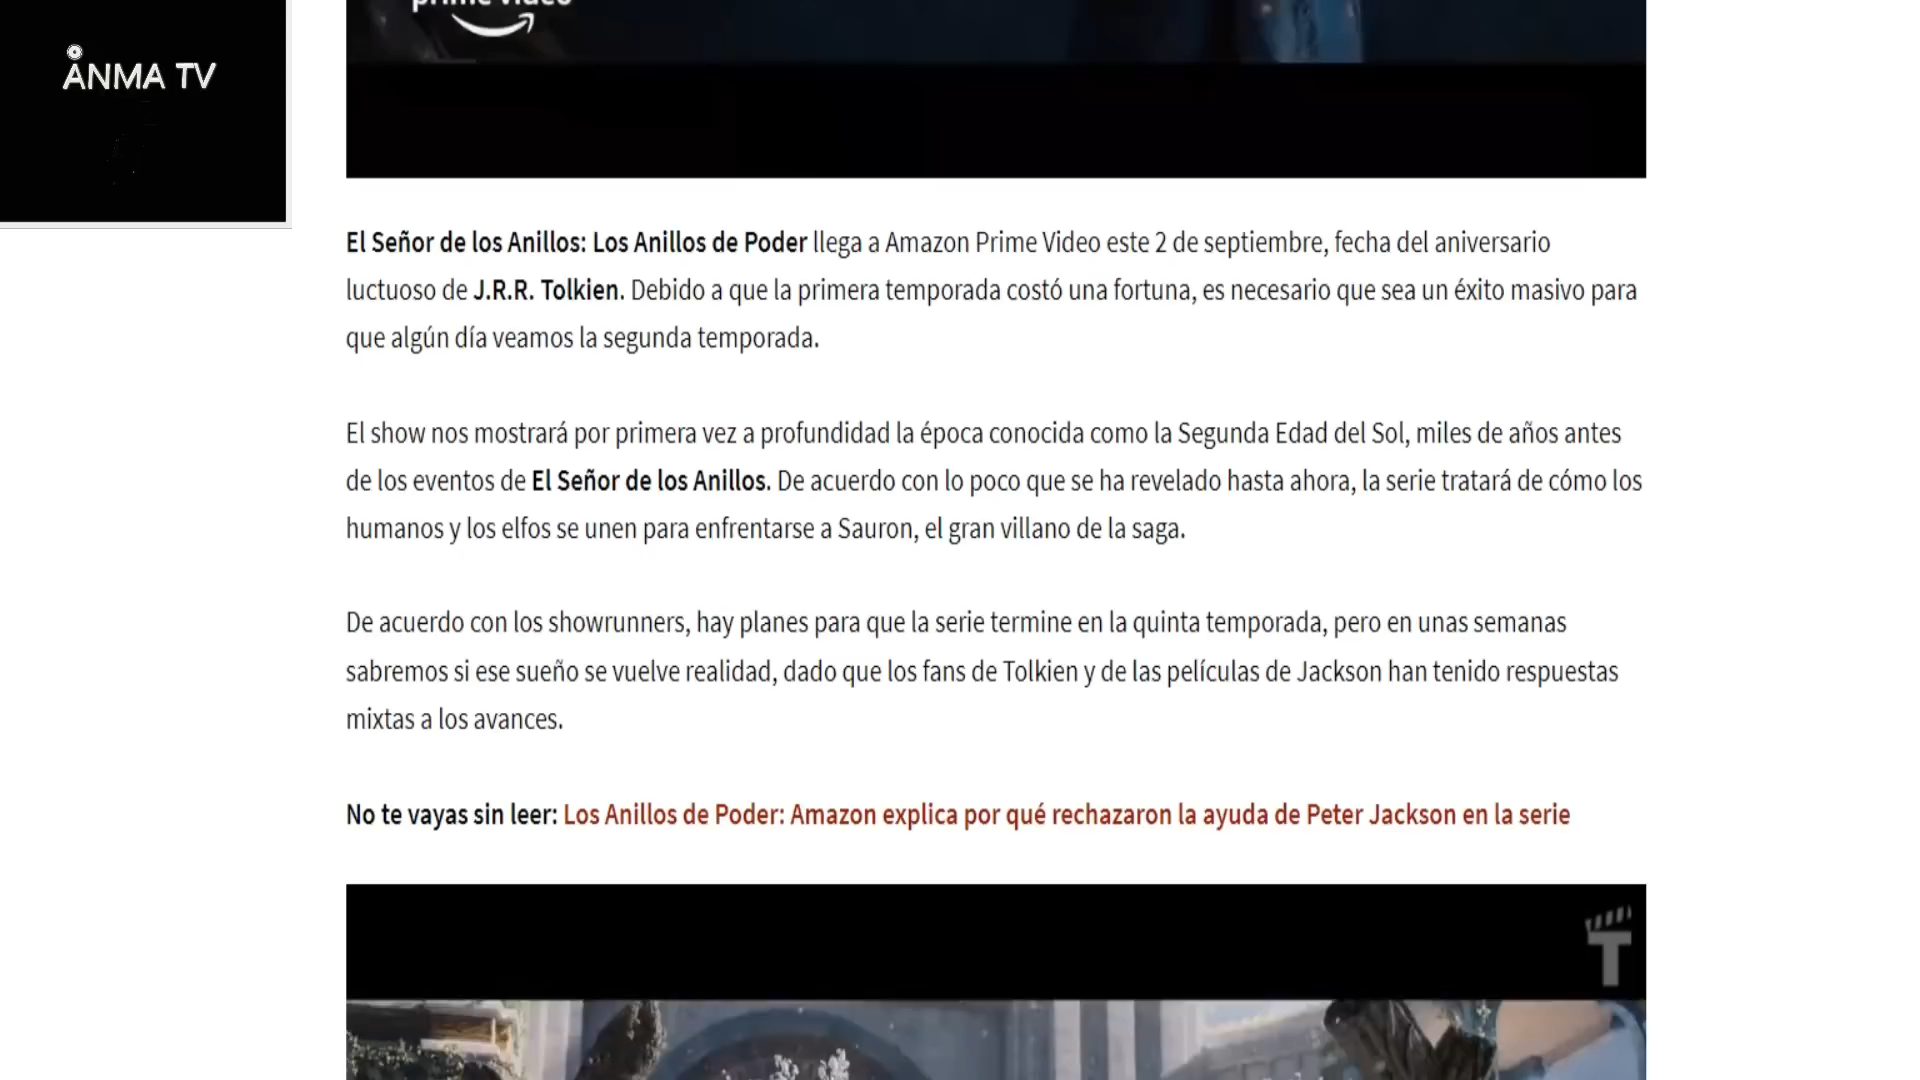 prime video
ÅNMA TV
El Señor de los Anillos: Los Anillos de Poder llega a Amazon Prime Video este 2 de septiembre, fecha del aniversario
luctuoso de J.R.R. Tolkien. Debido a que la primera temporada costó una fortuna, es necesario que sea un éxito masivo para
que algún día veamos la segunda temporada.
El show nos mostrará por primera vez a profundidad la época conocida como la Segunda Edad del Sol, miles de años antes
de los eventos de El Señor de los Anillos. De acuerdo con lo poco que se ha revelado hasta ahora, la serie tratará de cómo los
humanos y los elfos se unen para enfrentarse a Sauron, el gran villano de la saga.
De acuerdo con los showrunners, hay planes para que la serie termine en la quinta temporada, pero en unas semanas
sabremos si ese sueño se vuelve realidad, dado que los fans de Tolkien y de las películas de Jackson han tenido respuestas
mixtas a los avances.
No te vayas sin leer: Los Anillos de Poder: Amazon explica por qué rechazaron la ayuda de Peter Jackson en la serie
T